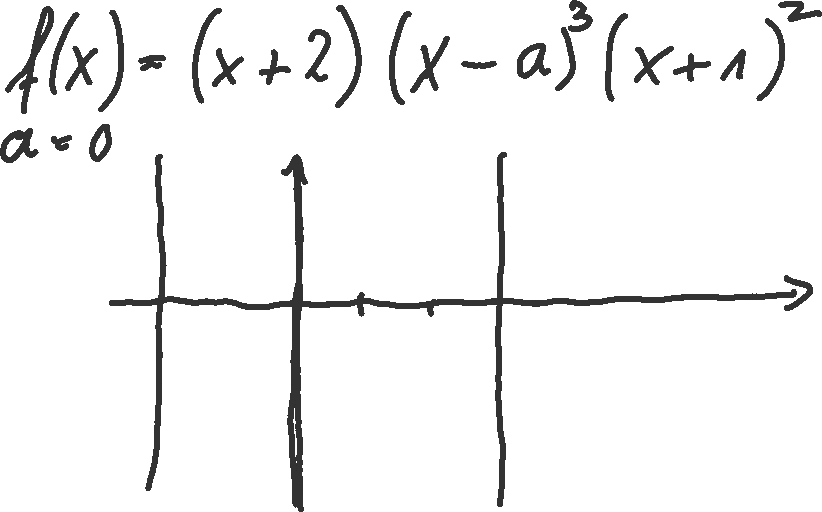 f(x) = (x+2)(x-a)³(x+1)²
a = 0